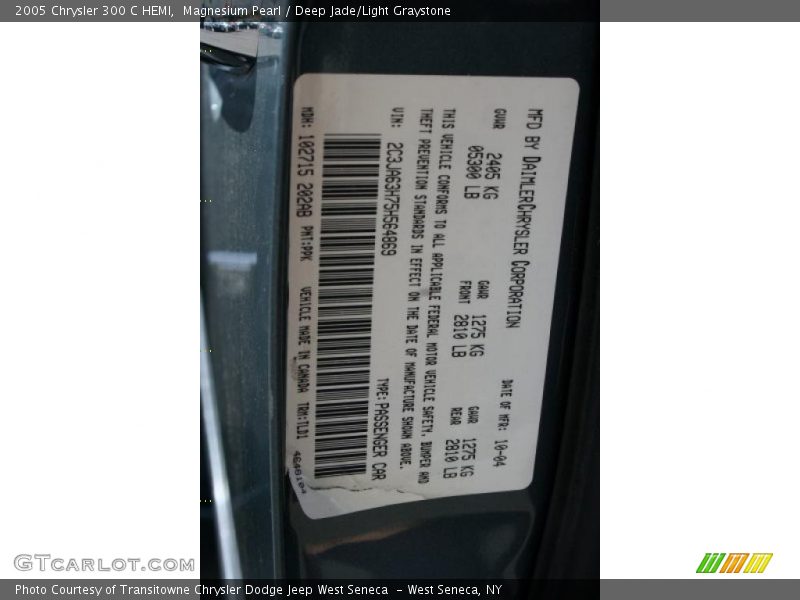 2005 Chrysler 300 C HEMI, Magnesium Pearl / Deep Jade/Light Graystone
MFD BY DAIMLERCHRYSLER CORPORATION DATE OF MFR: 10-04
GVWR 2405 KG GAWR 1275 KG GAWR 1275 KG
05300 LB FRONT 2810 LB REAR 2810 LB
THIS VEHICLE CONFORMS TO ALL APPLICABLE FEDERAL MOTOR VEHICLE SAFETY, BUMPER AND
THEFT PREVENTION STANDARDS IN EFFECT ON THE DATE OF MANUFACTURE SHOWN ABOVE.
VIN: 2C3JA63H75H564869 TYPE: PASSENGER CAR
MDH: 102715 202AB PNT: PPK VEHICLE MADE IN CANADA TRM: TLD1
GTCarLot.com
Photo Courtesy of Transitowne Chrysler Dodge Jeep West Seneca - West Seneca, NY